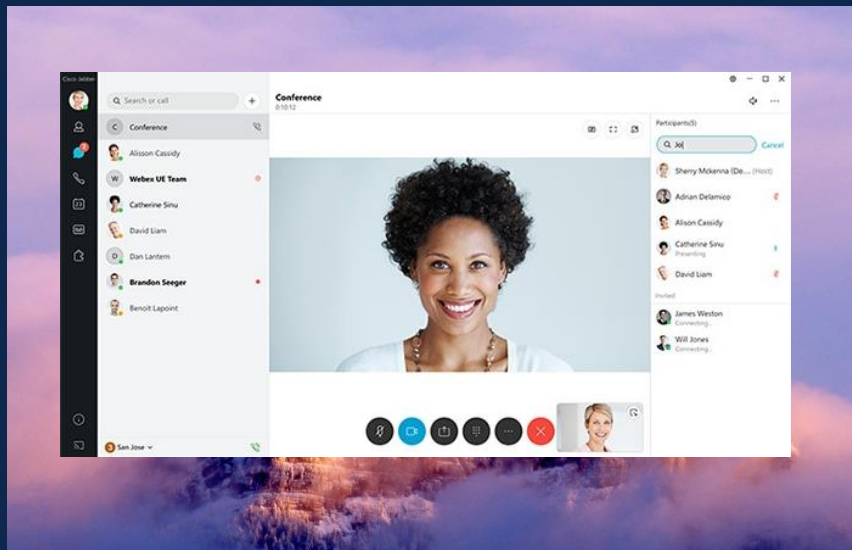 Cisco Jabber
Search or call
C Conference
Alisson Cassidy
W Webex UE Team
Catherine Sinu
David Liam
D Dan Lantern
Brandon Seeger
Benoit Lapoint
San Jose
Conference
0:10:12
Participants(5)
Jo
Cancel
Sherry Mckenna (De... (Host)
Adrian Delamico
Alison Cassidy
Catherine Sinu
Presenting
David Liam
Invited
James Weston
Connecting..
Will Jones
Connecting..